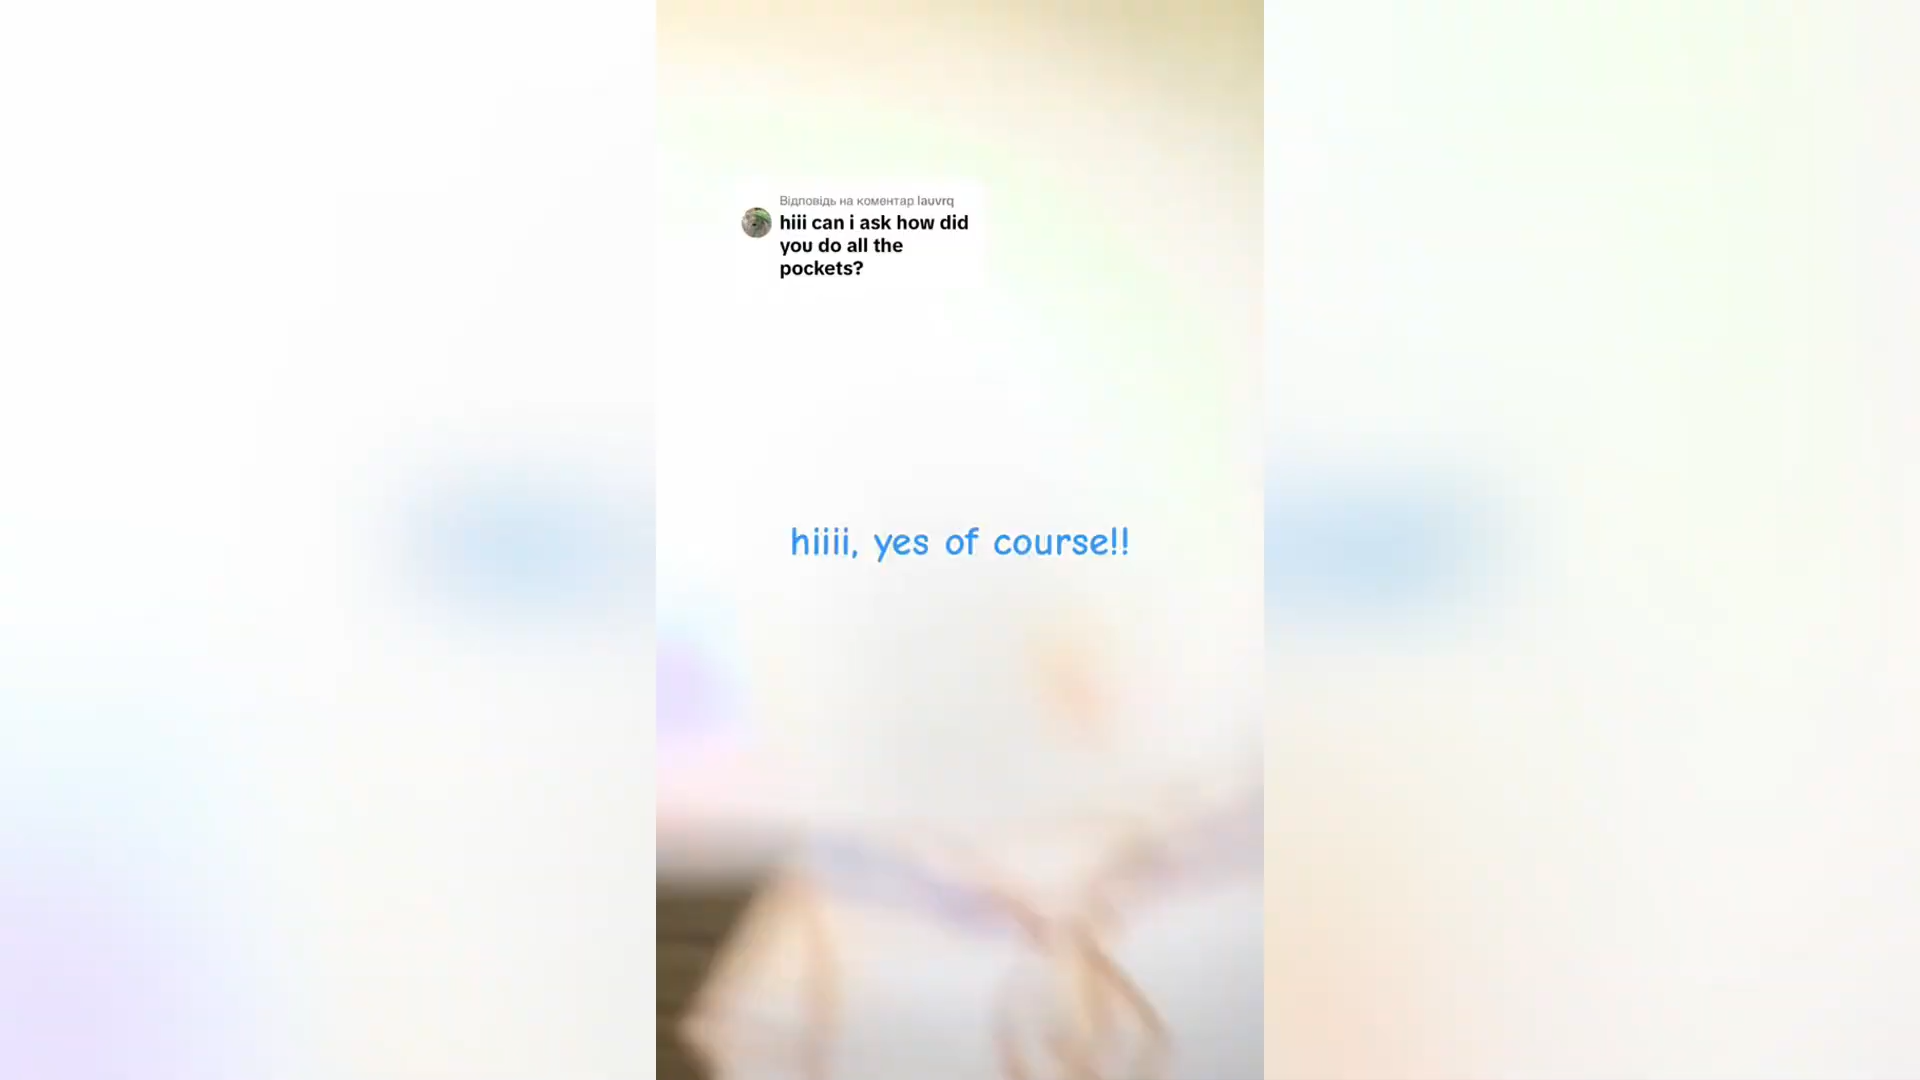 Відповідь на коментар lauvrq
hiii can i ask how did
you do all the
pockets?
hiiii, yes of course!!